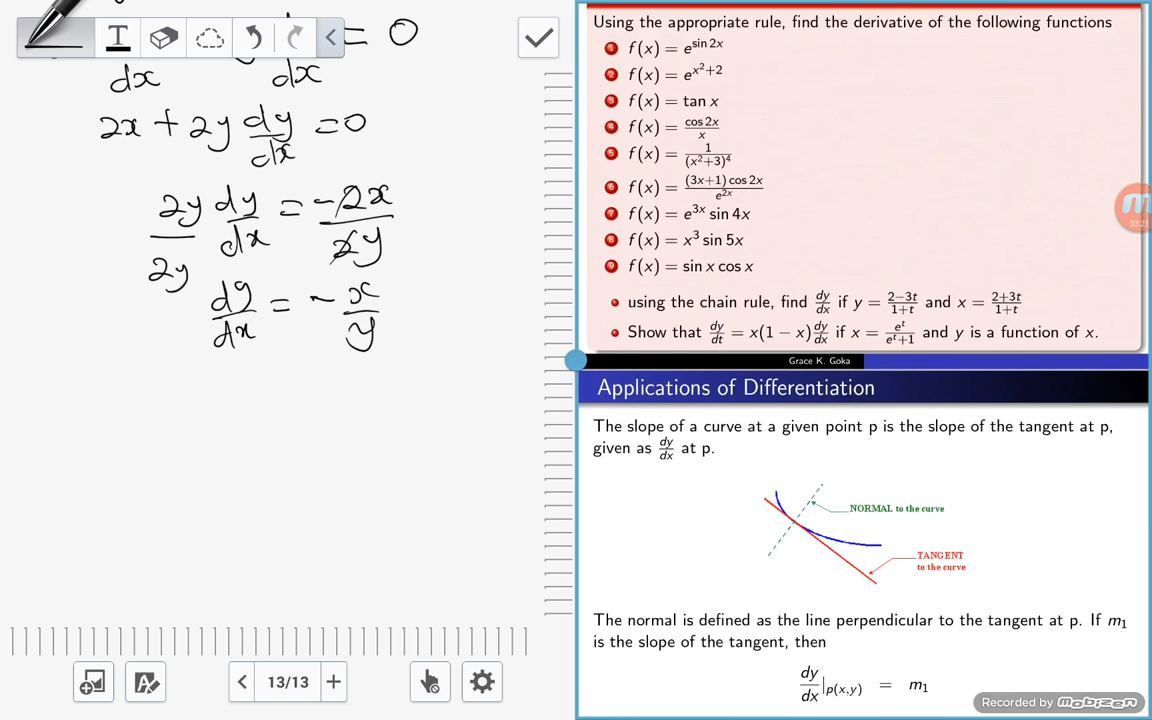 T
= 0
dx dx
2x + 2y dy/dx = 0
2y dy/dx = -2x
2y 2y
dy/dx = - x/y
13/13
Using the appropriate rule, find the derivative of the following functions
1 f(x) = e^{sin 2x}
2 f(x) = e^{x²+2}
3 f(x) = tan x
4 f(x) = cos 2x / x
5 f(x) = 1 / (x²+3)⁴
6 f(x) = (3x+1) cos 2x / e^{2x}
7 f(x) = e^{3x} sin 4x
8 f(x) = x³ sin 5x
9 f(x) = sin x cos x
• using the chain rule, find dy/dx if y = 2−3t / 1+t and x = 2+3t / 1+t
• Show that dy/dt = x(1 − x) dy/dx if x = e^t / e^t+1 and y is a function of x.
Grace K. Goka
Applications of Differentiation
The slope of a curve at a given point p is the slope of the tangent at p,
given as dy/dx at p.
NORMAL to the curve
TANGENT
to the curve
The normal is defined as the line perpendicular to the tangent at p. If m₁
is the slope of the tangent, then
dy/dx |p(x,y) = m₁
Recorded by mobizen